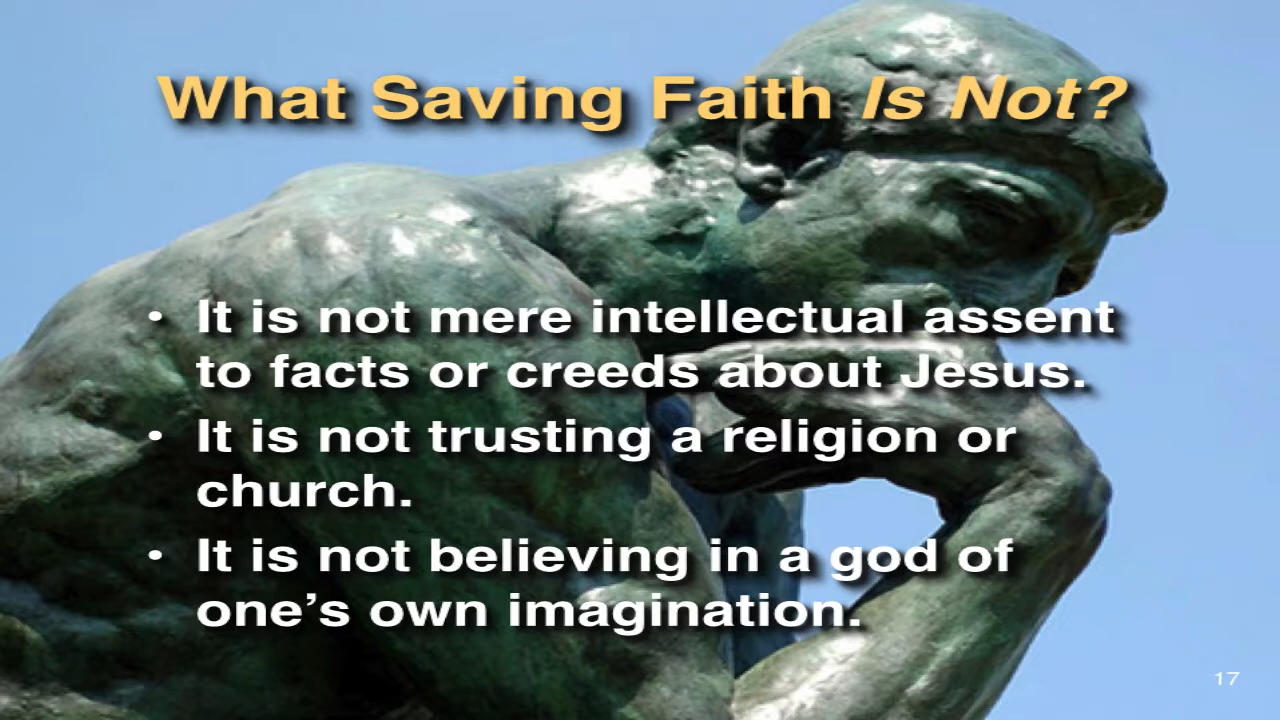 What Saving Faith Is Not?
• It is not mere intellectual assent
to facts or creeds about Jesus.
• It is not trusting a religion or
church.
• It is not believing in a god of
one’s own imagination.
17